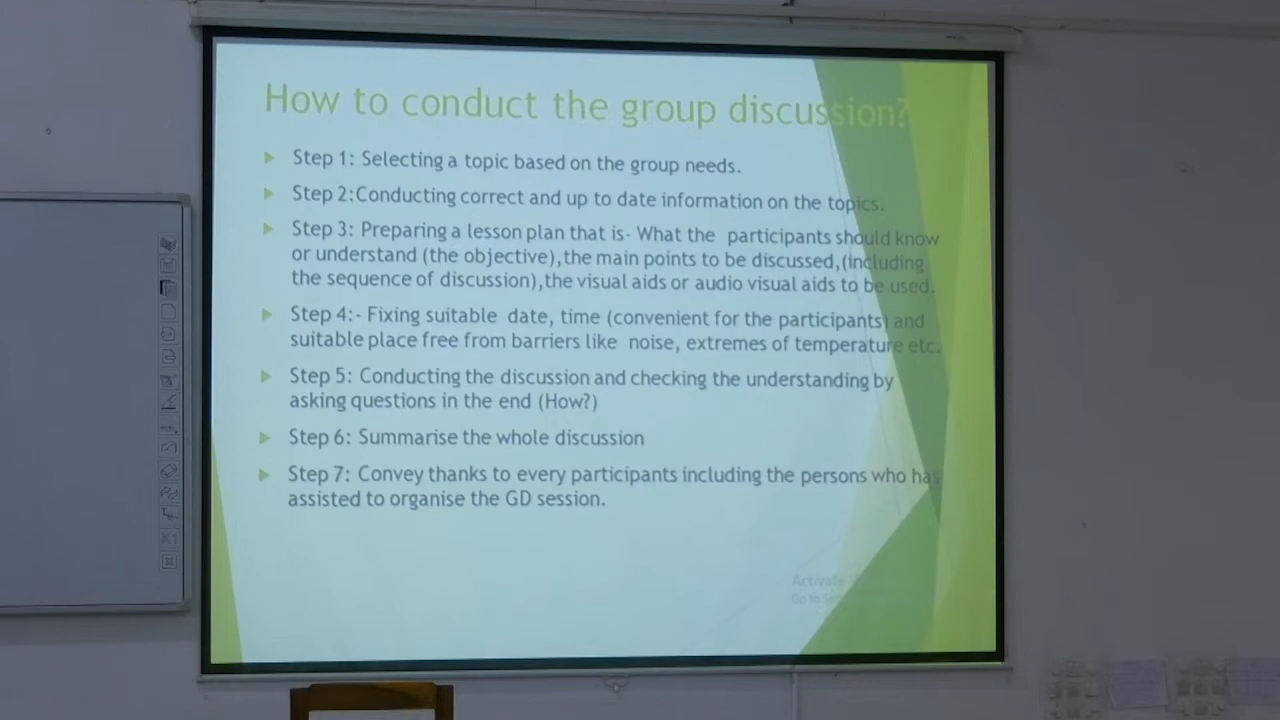 How to conduct the group discussion?
Step 1: Selecting a topic based on the group needs.
Step 2:Conducting correct and up to date information on the topics.
Step 3: Preparing a lesson plan that is- What the participants should know
or understand (the objective),the main points to be discussed,(including
the sequence of discussion),the visual aids or audio visual aids to be used.
Step 4:- Fixing suitable date, time (convenient for the participants) and
suitable place free from barriers like noise, extremes of temperature etc.
Step 5: Conducting the discussion and checking the understanding by
asking questions in the end (How?)
Step 6: Summarise the whole discussion
Step 7: Convey thanks to every participants including the persons who has
assisted to organise the GD session.
Activate
Go to